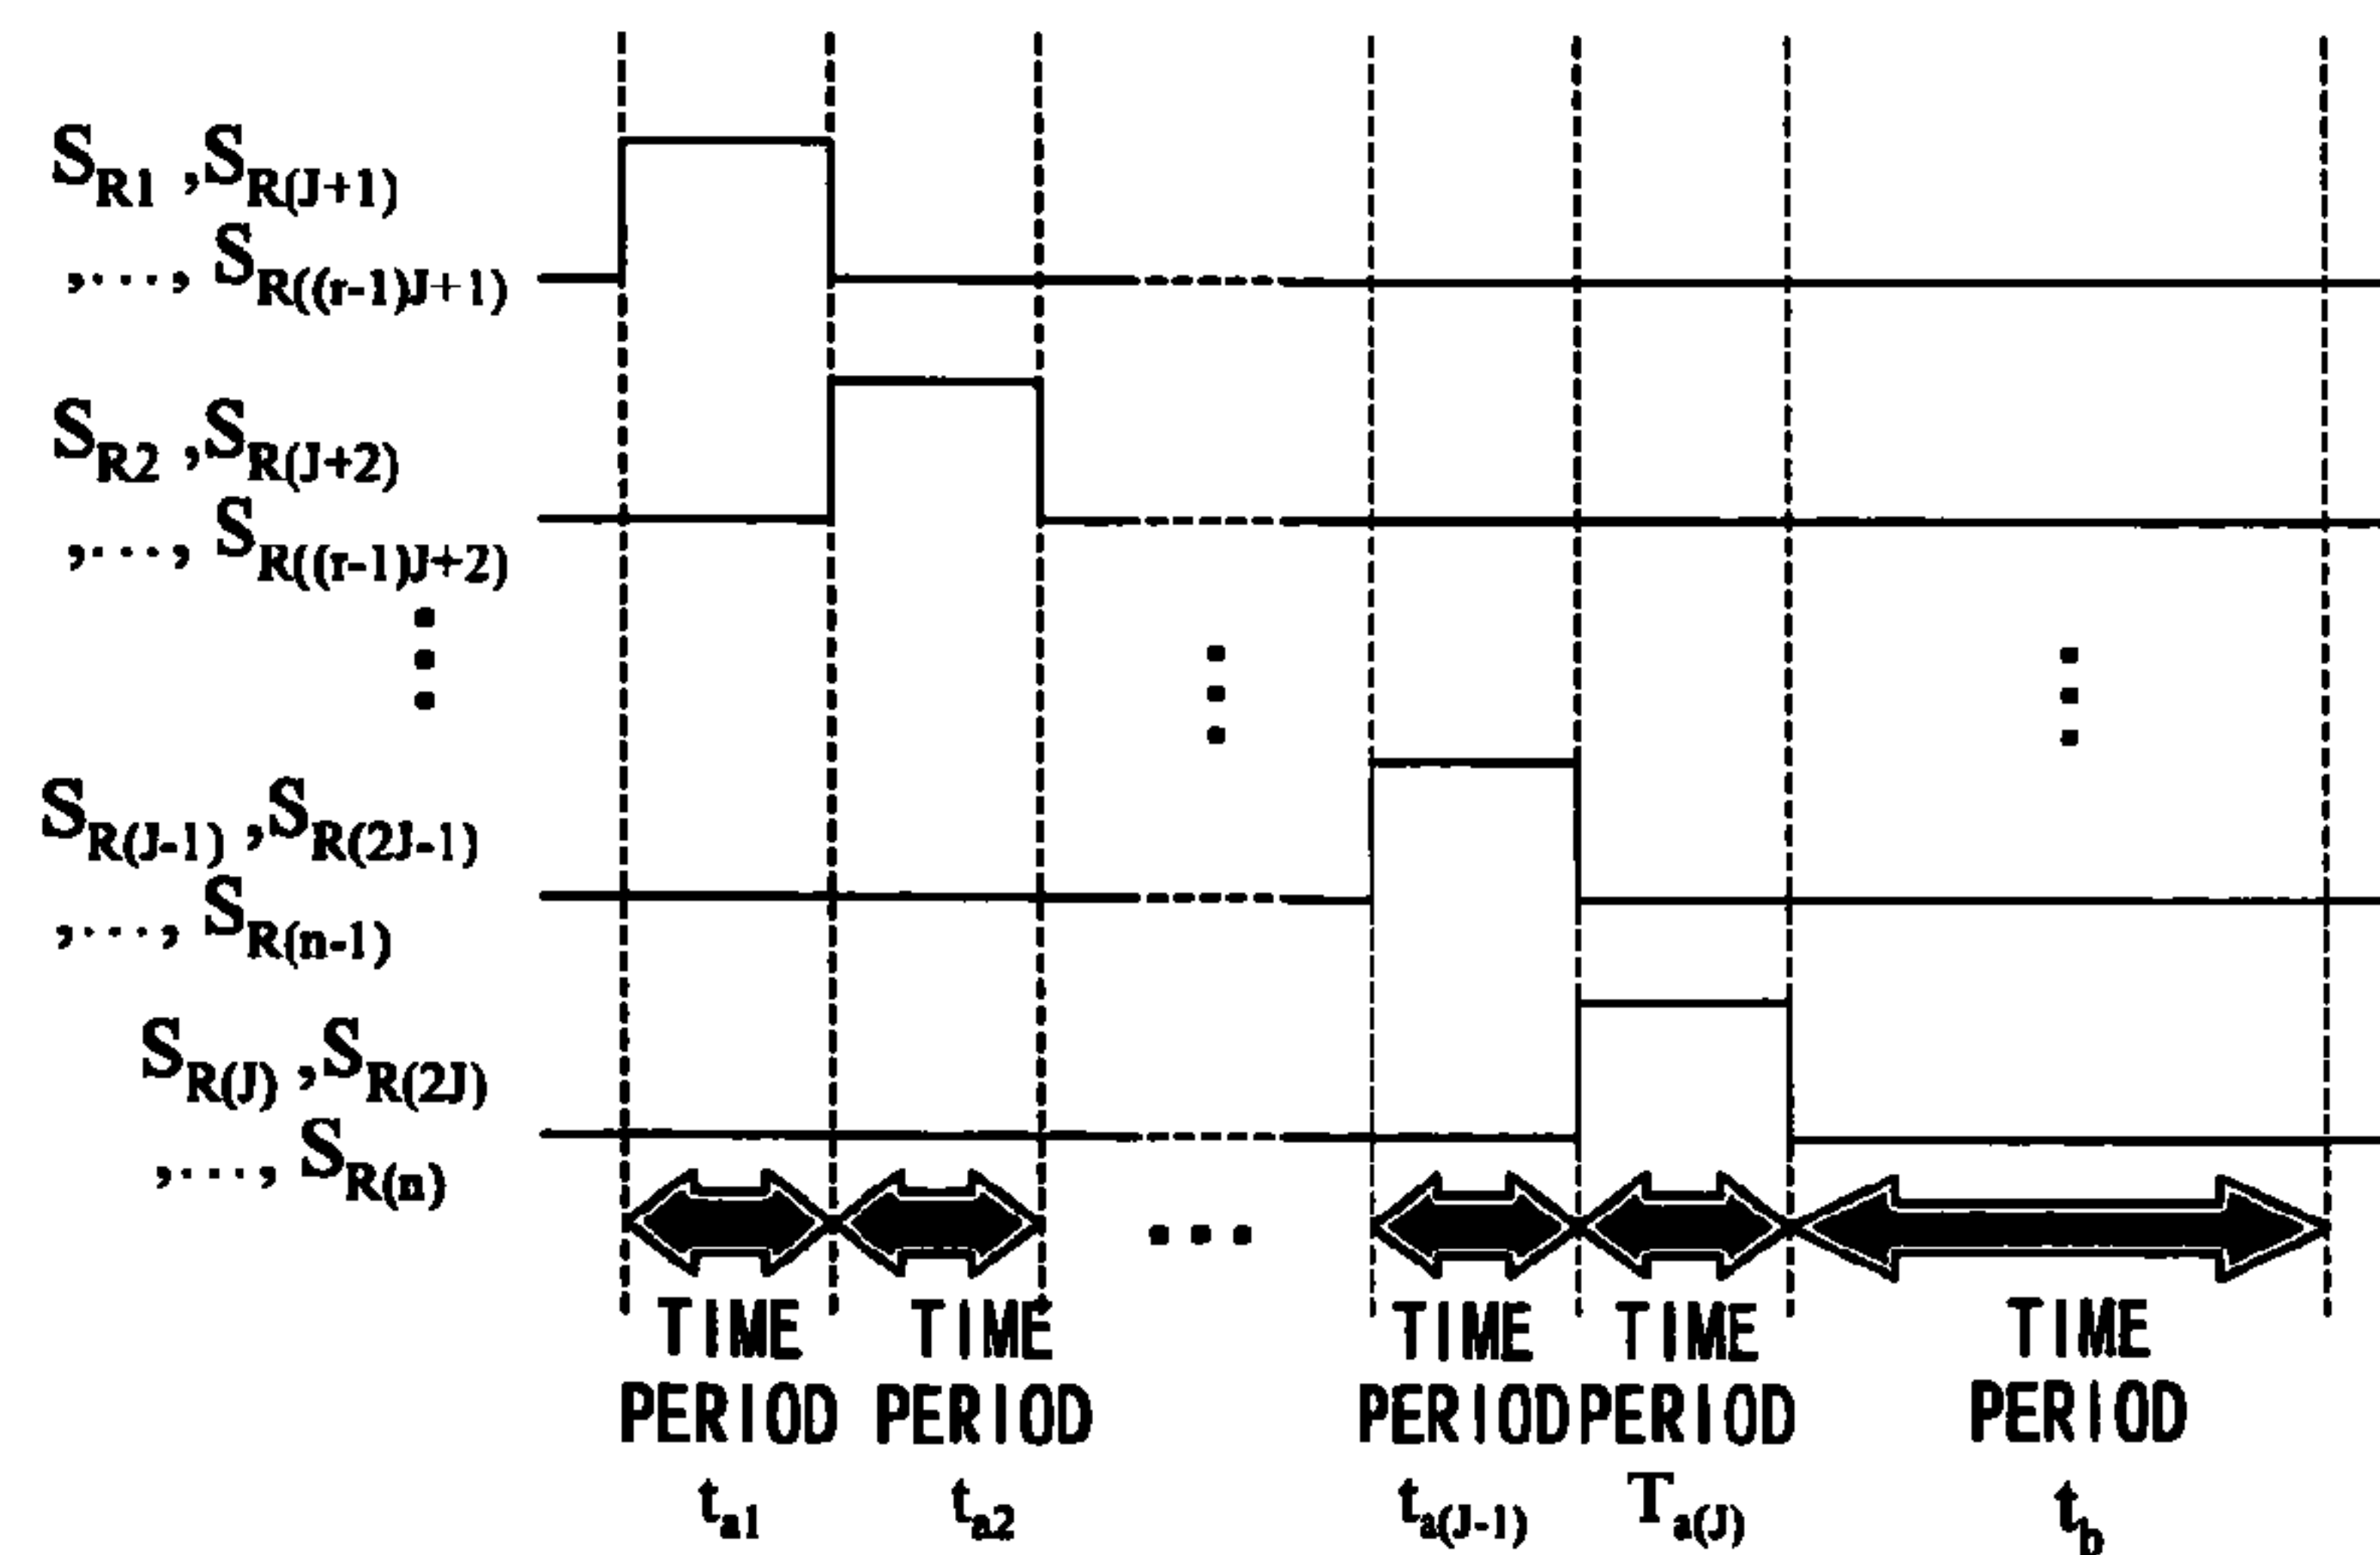 S_R1 ,S_R(J+1)
,..., S_R((r-1)J+1)
S_R2 ,S_R(J+2)
,..., S_R((r-1)J+2)
S_R(J-1) ,S_R(2J-1)
,..., S_R(n-1)
S_R(J) ,S_R(2J)
,..., S_R(n)
TIME PERIOD t_a1
TIME PERIOD t_a2
...
TIME PERIOD t_a(J-1)
TIME PERIOD T_a(J)
TIME PERIOD t_b